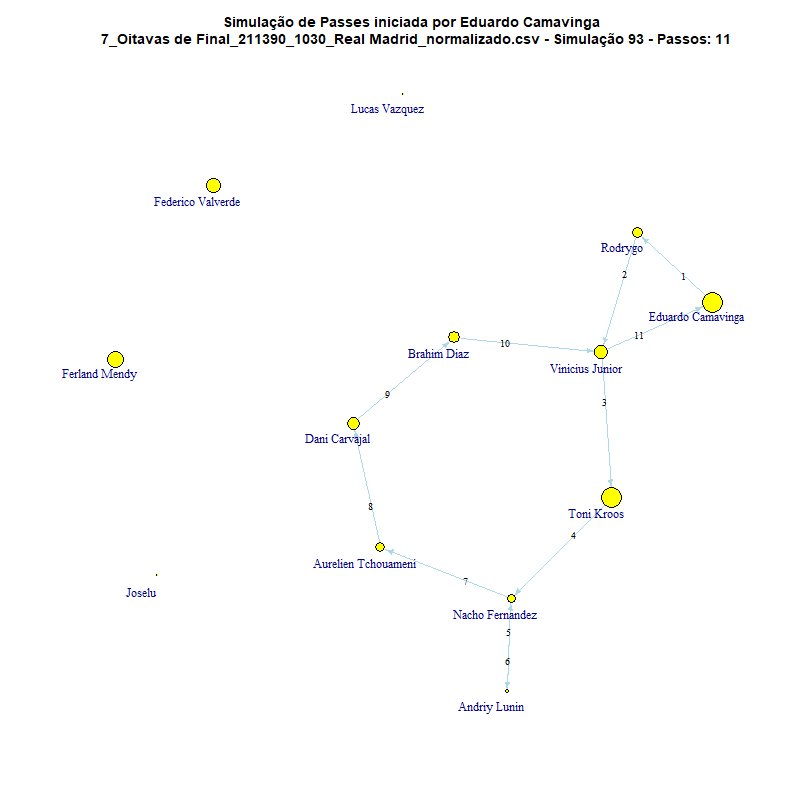 Simulação de Passes iniciada por Eduardo Camavinga
7_Oitavas de Final_211390_1030_Real Madrid_normalizado.csv - Simulação 93 - Passos: 11
Lucas Vazquez
Federico Valverde
Rodrygo
1
2
Eduardo Camavinga
11
10
Brahim Diaz
Vinicius Junior
Ferland Mendy
9
3
Dani Carvajal
8
Toni Kroos
4
Aurelien Tchouameni
7
Joselu
Nacho Fernandez
5
6
Andriy Lunin